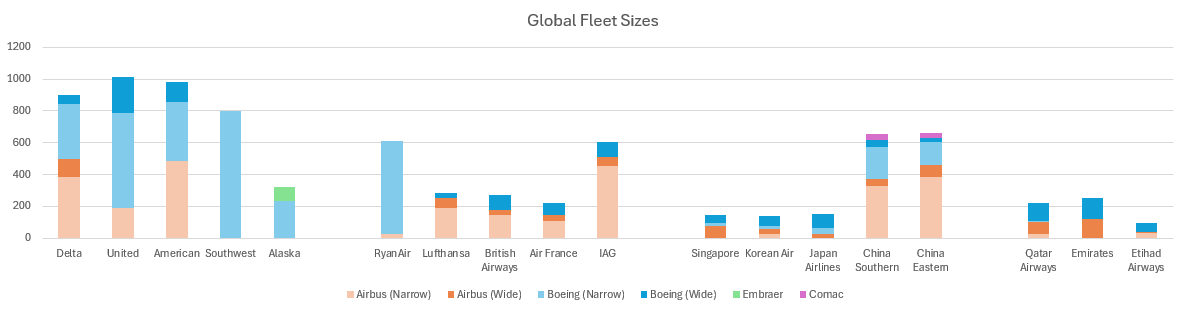 Global Fleet Sizes
1200
1000
800
600
400
200
0
Delta United American Southwest Alaska RyanAir Lufthansa British Airways Air France IAG Singapore Korean Air Japan Airlines China Southern China Eastern Qatar Airways Emirates Etihad Airways
Airbus (Narrow) Airbus (Wide) Boeing (Narrow) Boeing (Wide) Embraer Comac